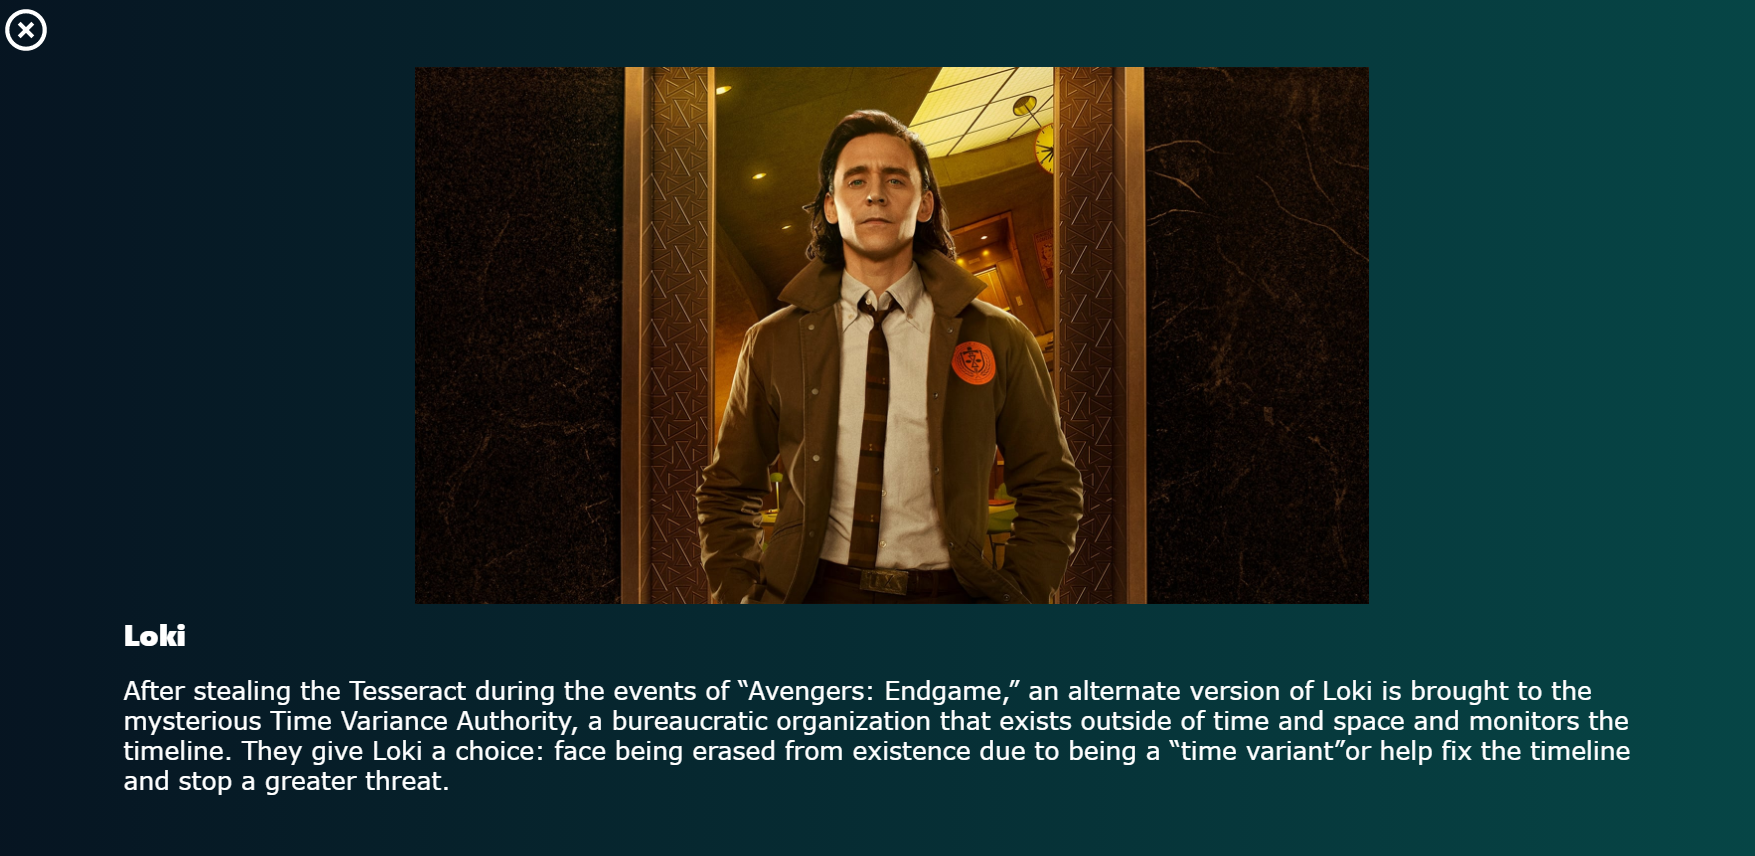 Loki
After stealing the Tesseract during the events of “Avengers: Endgame,” an alternate version of Loki is brought to the
mysterious Time Variance Authority, a bureaucratic organization that exists outside of time and space and monitors the
timeline. They give Loki a choice: face being erased from existence due to being a “time variant”or help fix the timeline
and stop a greater threat.